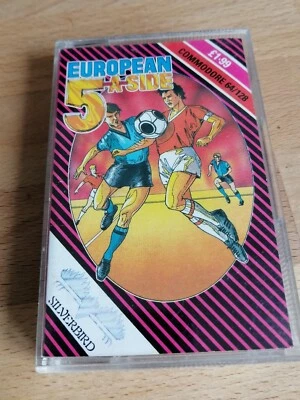 EUROPEAN
5-A-SIDE
£1·99
COMMODORE 64/128
SILVERBIRD